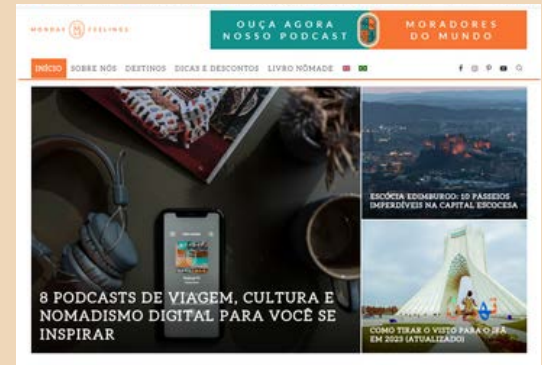 MONDAY FEELINGS
OUÇA AGORA
NOSSO PODCAST
MORADORES
DO MUNDO
INÍCIO SOBRE NÓS DESTINOS DICAS E DESCONTOS LIVRO NÔMADE
8 PODCASTS DE VIAGEM, CULTURA E
NOMADISMO DIGITAL PARA VOCÊ SE
INSPIRAR
ESCÓCIA EDIMBURGO: 10 PASSEIOS
IMPERDÍVEIS NA CAPITAL ESCOCESA
COMO TIRAR O VISTO PARA O IRÃ
EM 2023 (ATUALIZADO)